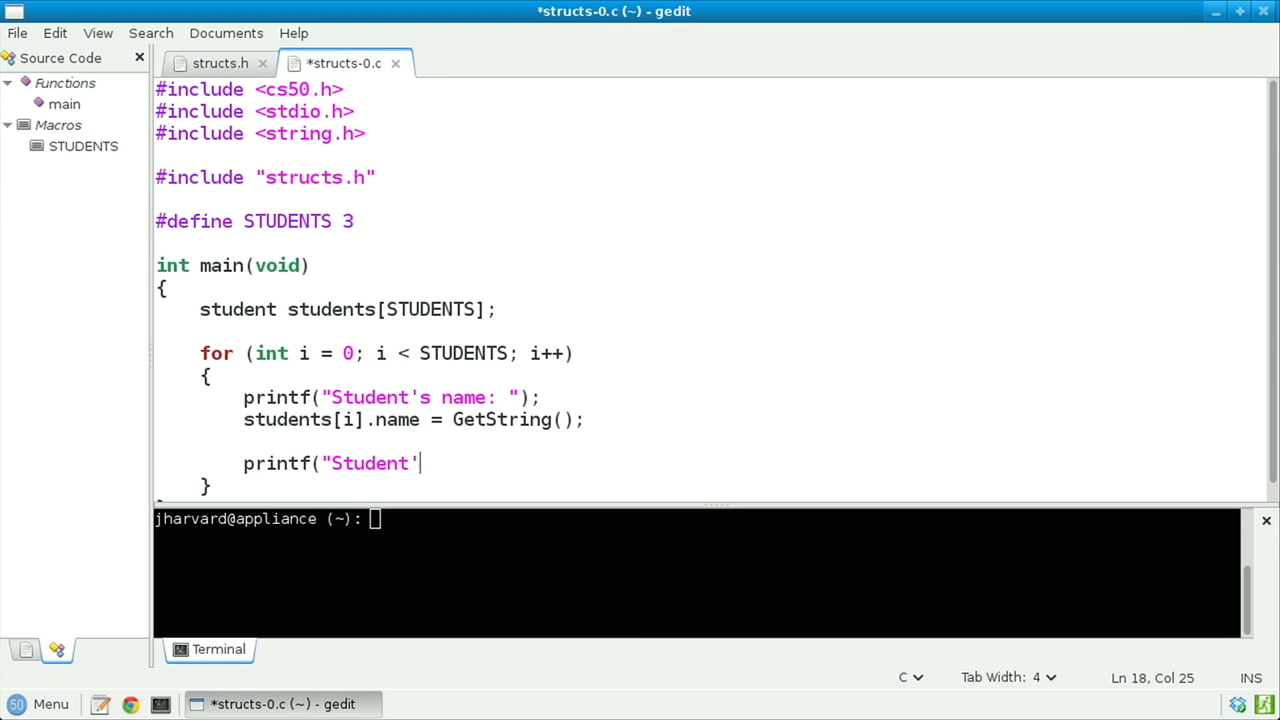 *structs-0.c (~) - gedit
File Edit View Search Documents Help
Source Code
structs.h *structs-0.c
Functions
main
Macros
STUDENTS
#include <cs50.h>
#include <stdio.h>
#include <string.h>
#include "structs.h"
#define STUDENTS 3
int main(void)
{
student students[STUDENTS];
for (int i = 0; i < STUDENTS; i++)
{
printf("Student's name: ");
students[i].name = GetString();
printf("Student'
}
jharvard@appliance (~):
Terminal
C Tab Width: 4 Ln 18, Col 25 INS
50 Menu *structs-0.c (~) - gedit